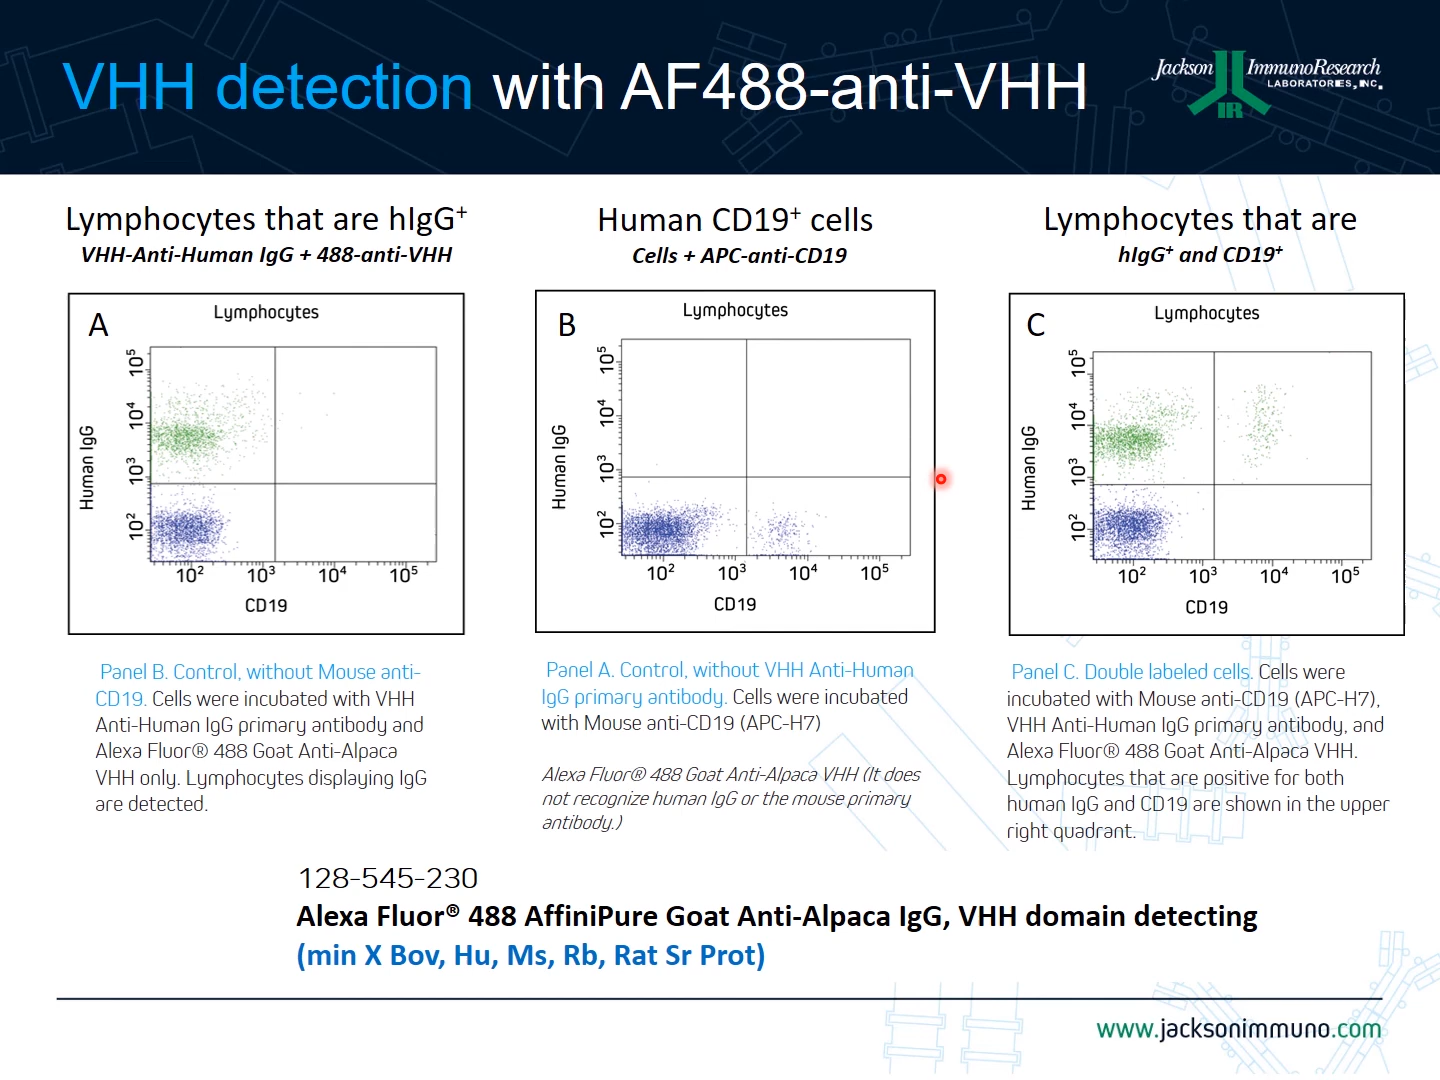 VHH detection with AF488-anti-VHH
Jackson ImmunoResearch
LABORATORIES, INC.
IR
Lymphocytes that are hIgG⁺
VHH-Anti-Human IgG + 488-anti-VHH
A
Lymphocytes
Human IgG
10⁵
10⁴
10³
10²
10² 10³ 10⁴ 10⁵
CD19
Panel B. Control, without Mouse anti-
CD19. Cells were incubated with VHH
Anti-Human IgG primary antibody and
Alexa Fluor® 488 Goat Anti-Alpaca
VHH only. Lymphocytes displaying IgG
are detected.
Human CD19⁺ cells
Cells + APC-anti-CD19
B
Lymphocytes
Human IgG
10⁵
10⁴
10³
10²
10² 10³ 10⁴ 10⁵
CD19
Panel A. Control, without VHH Anti-Human
IgG primary antibody. Cells were incubated
with Mouse anti-CD19 (APC-H7)
Alexa Fluor® 488 Goat Anti-Alpaca VHH (It does
not recognize human IgG or the mouse primary
antibody.)
Lymphocytes that are
hIgG⁺ and CD19⁺
C
Lymphocytes
Human IgG
10⁵
10⁴
10³
10²
10² 10³ 10⁴ 10⁵
CD19
Panel C. Double labeled cells. Cells were
incubated with Mouse anti-CD19 (APC-H7),
VHH Anti-Human IgG primary antibody, and
Alexa Fluor® 488 Goat Anti-Alpaca VHH.
Lymphocytes that are positive for both
human IgG and CD19 are shown in the upper
right quadrant.
128-545-230
Alexa Fluor® 488 AffiniPure Goat Anti-Alpaca IgG, VHH domain detecting
(min X Bov, Hu, Ms, Rb, Rat Sr Prot)
www.jacksonimmuno.com